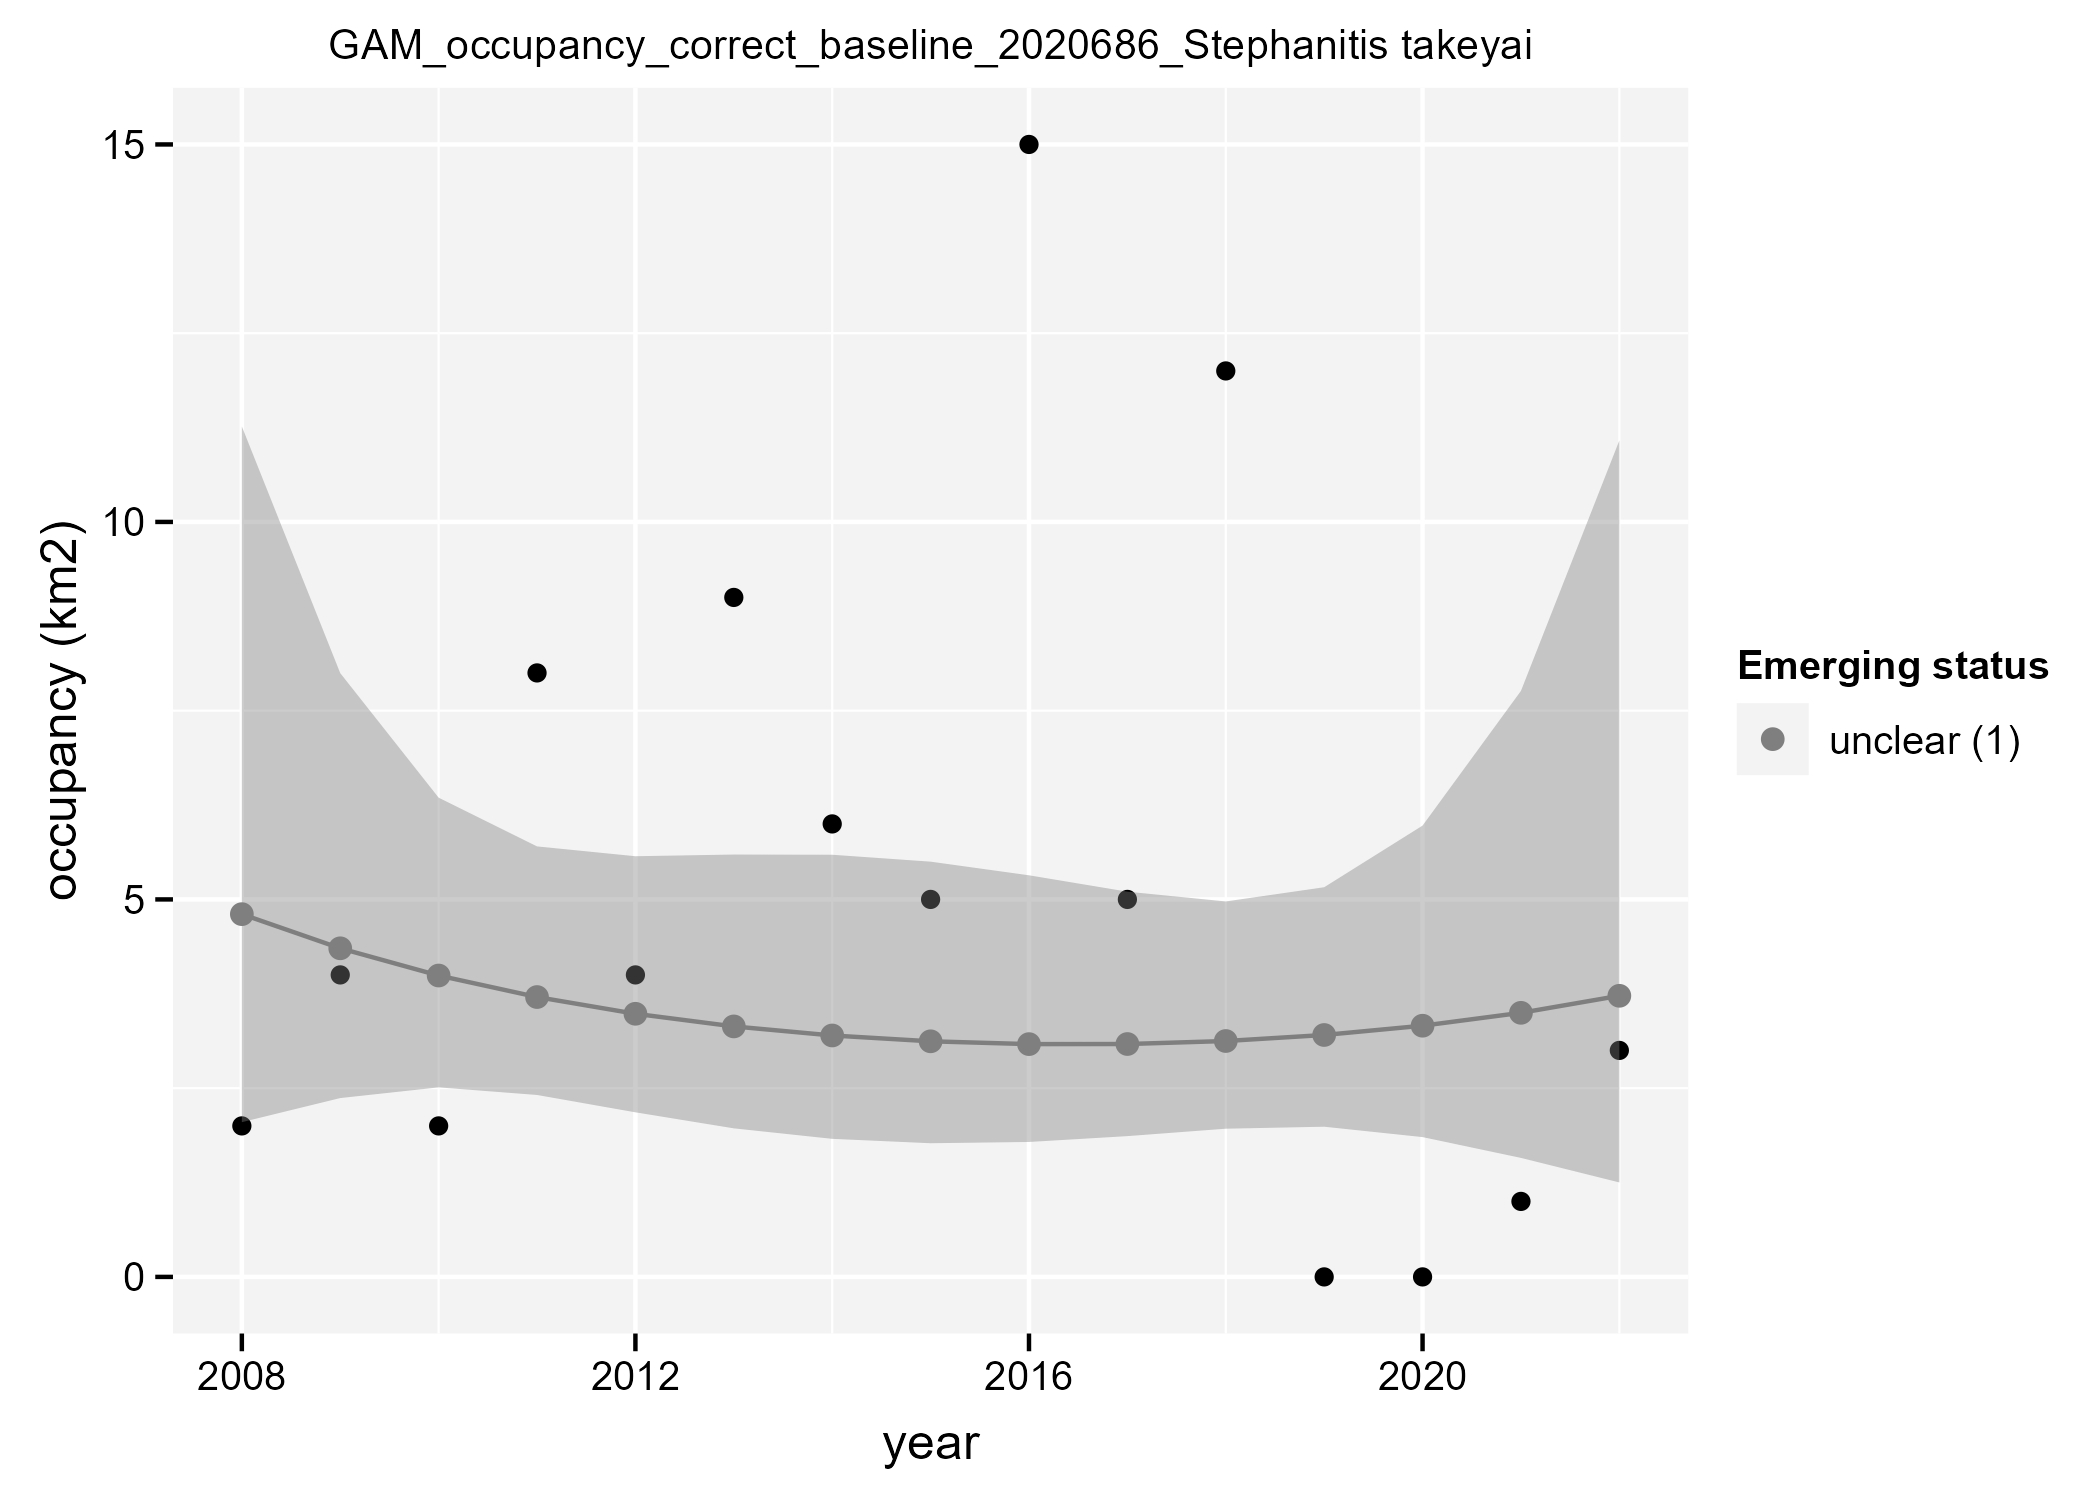 GAM_occupancy_correct_baseline_2020686_Stephanitis takeyai
15
10
5
0
occupancy (km2)
2008
2012
2016
2020
year
Emerging status
unclear (1)